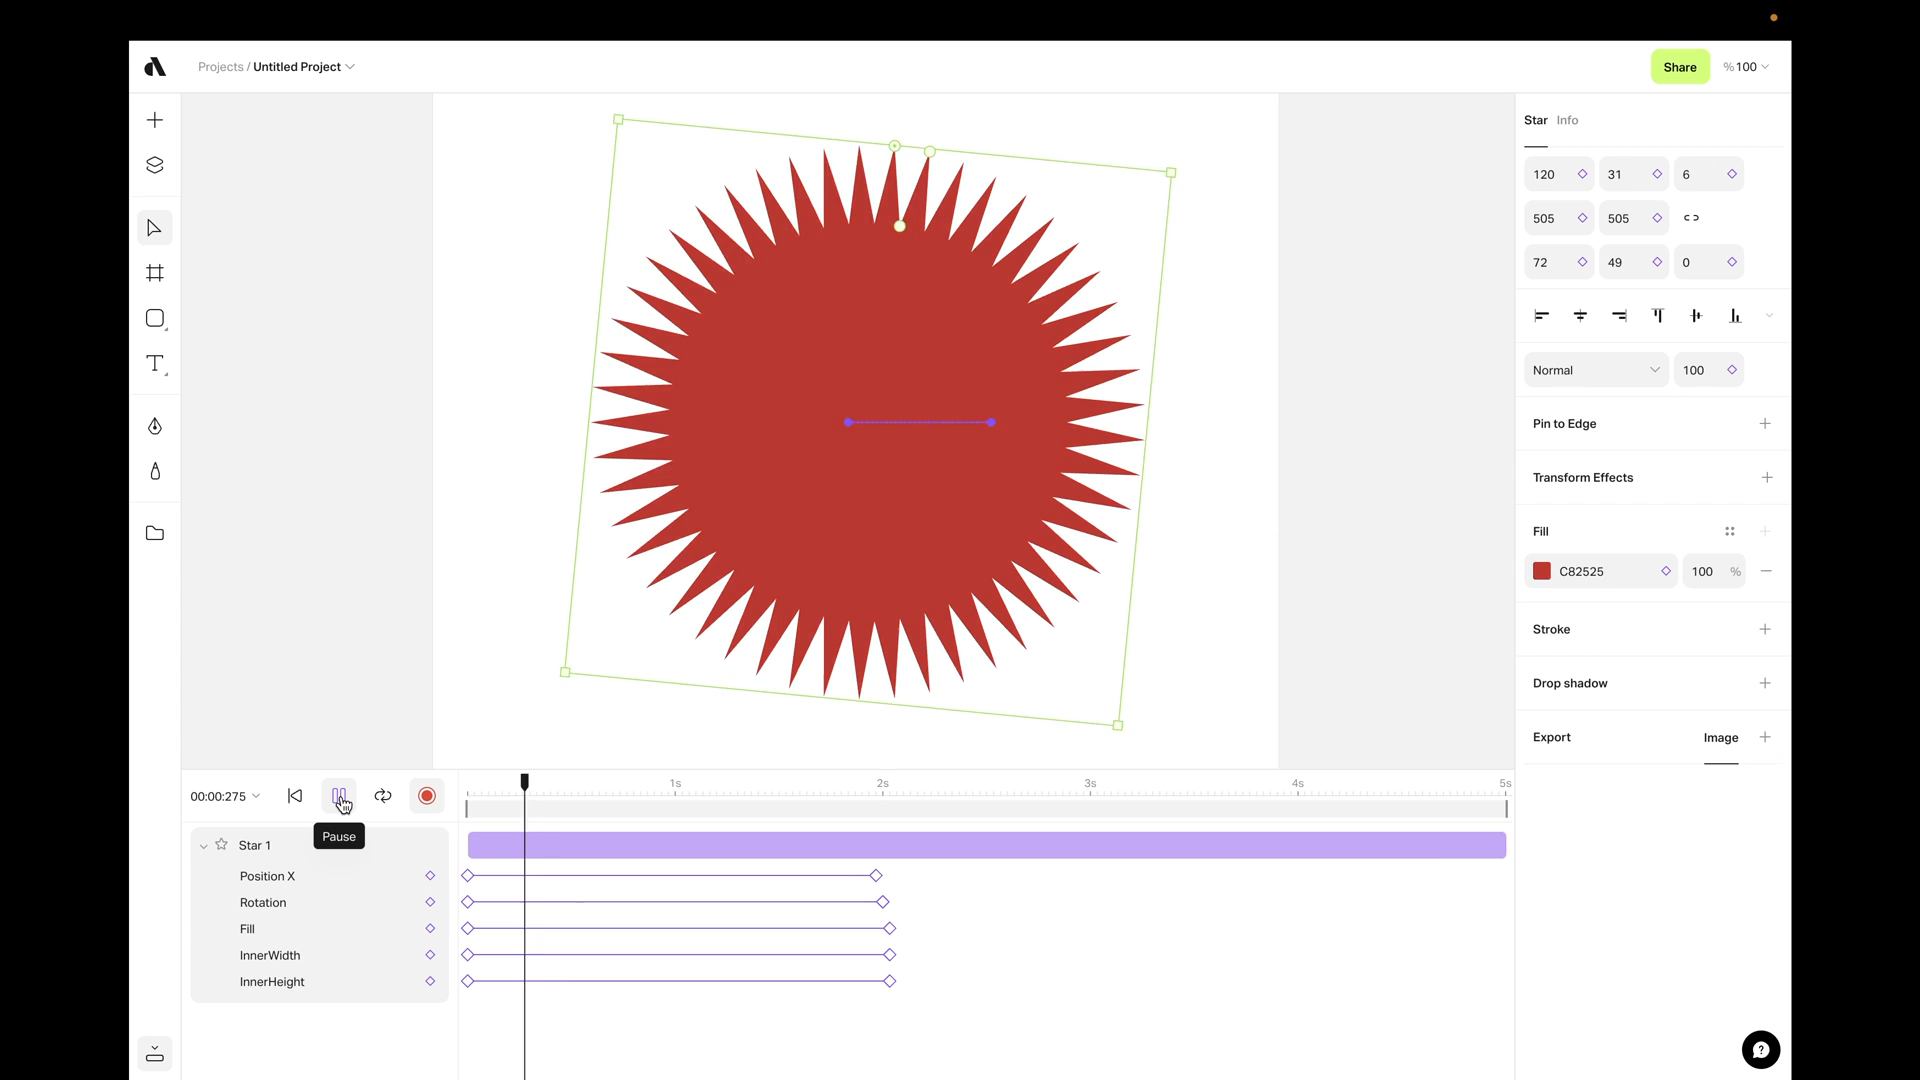 Projects / Untitled Project
Share
% 100
Star Info
120 31 6
505 505
72 49 0
Normal 100
Pin to Edge
Transform Effects
Fill
C82525 100 %
Stroke
Drop shadow
Export Image
00:00:275
1s 2s 3s 4s 5s
Pause
Star 1
Position X
Rotation
Fill
InnerWidth
InnerHeight
T
?